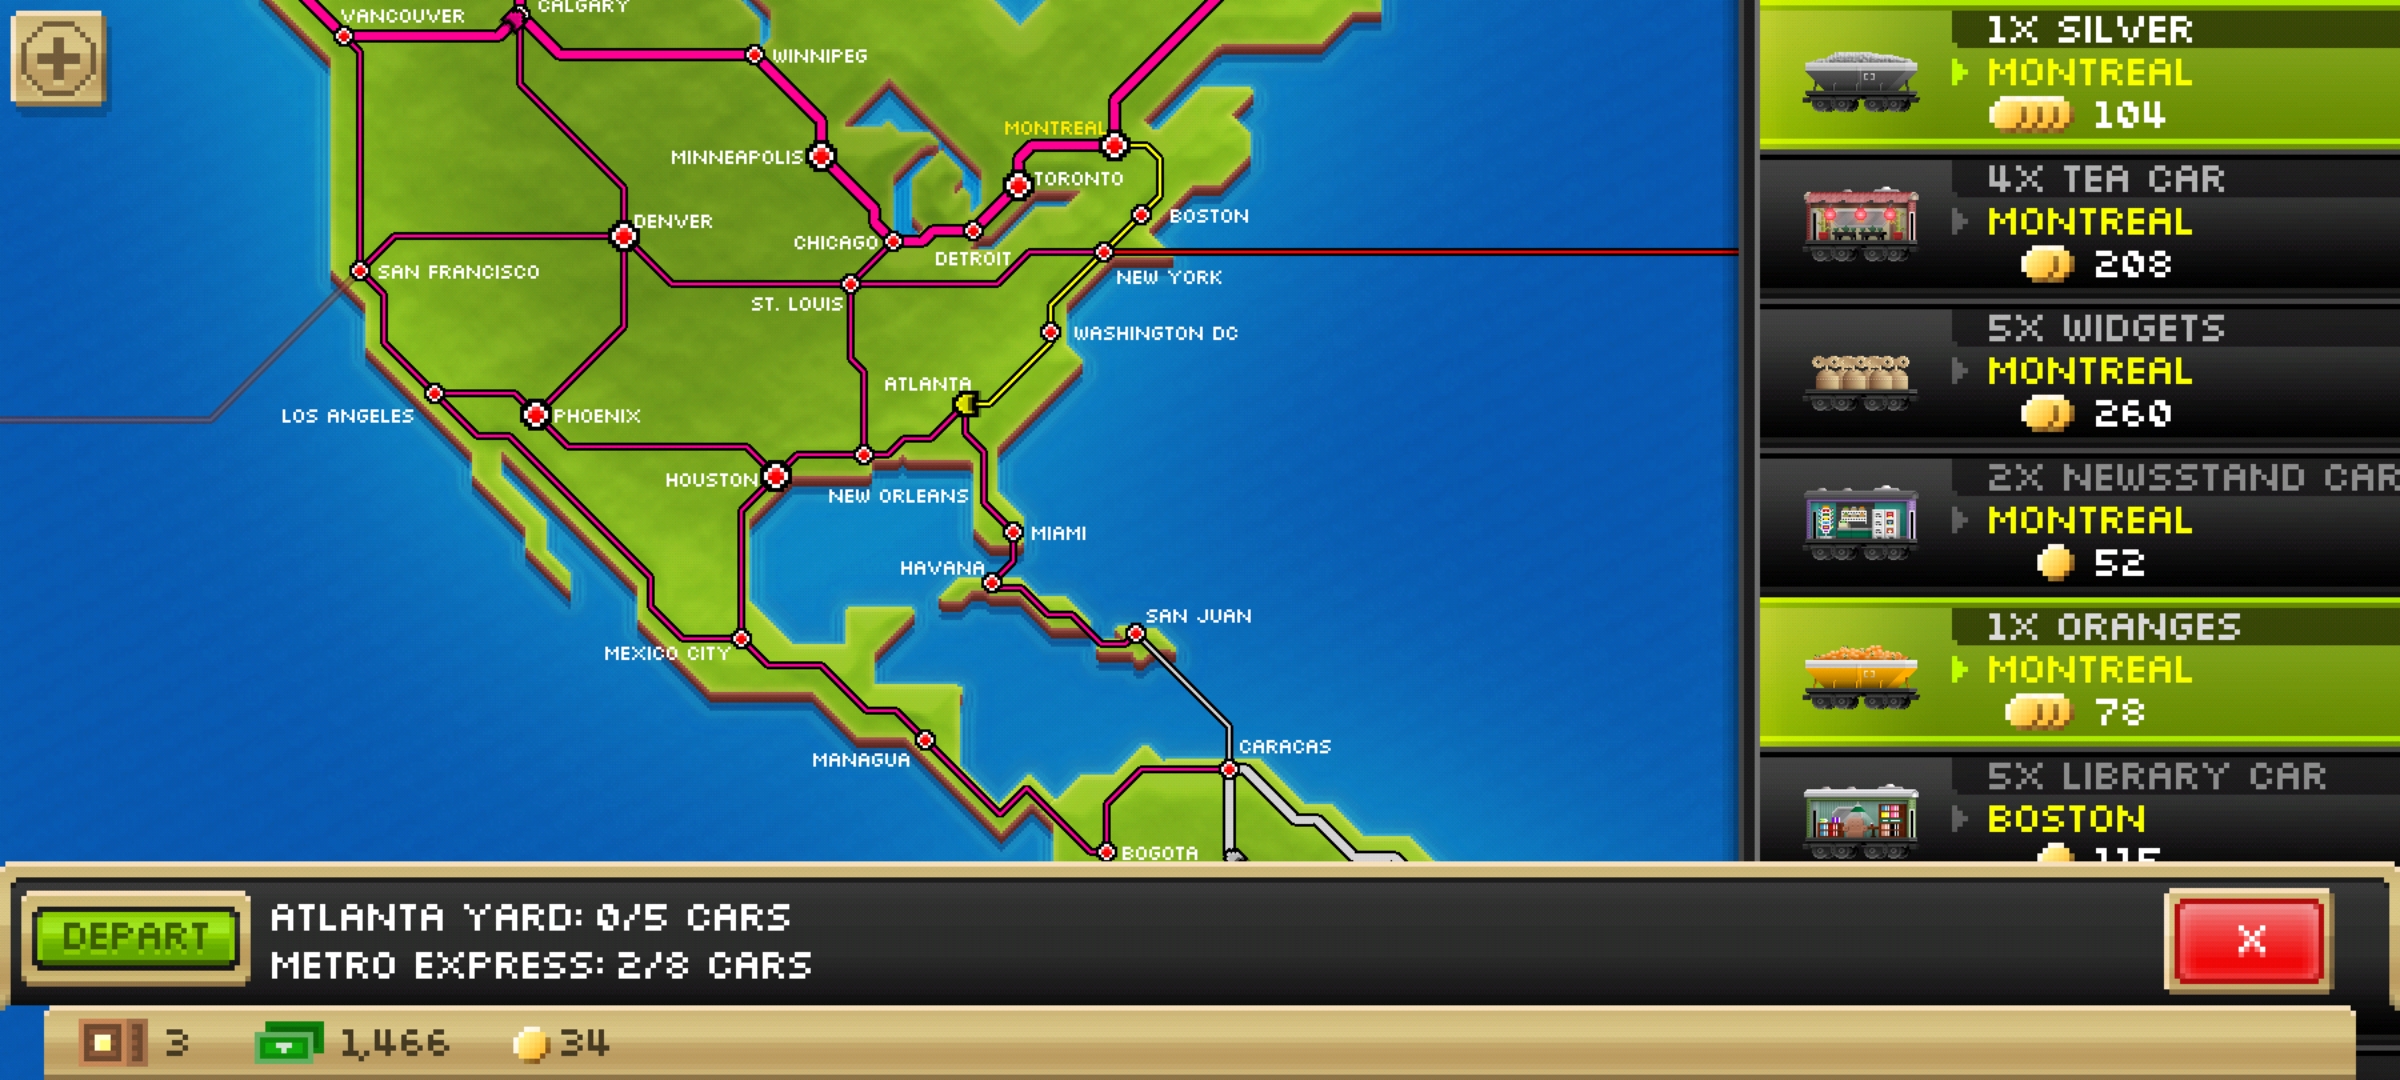 VANCOUVER
CALGARY
WINNIPEG
MONTREAL
MINNEAPOLIS
TORONTO
DENVER
BOSTON
CHICAGO
DETROIT
SAN FRANCISCO
NEW YORK
ST. LOUIS
WASHINGTON DC
ATLANTA
LOS ANGELES
PHOENIX
HOUSTON
NEW ORLEANS
MIAMI
HAVANA
SAN JUAN
MEXICO CITY
CARACAS
MANAGUA
BOGOTA
1X SILVER
MONTREAL
104
4X TEA CAR
MONTREAL
208
5X WIDGETS
MONTREAL
260
2X NEWSSTAND CAR
MONTREAL
52
1X ORANGES
MONTREAL
78
5X LIBRARY CAR
BOSTON
DEPART
ATLANTA YARD: 0/5 CARS
METRO EXPRESS: 2/8 CARS
X
3
1,466
34